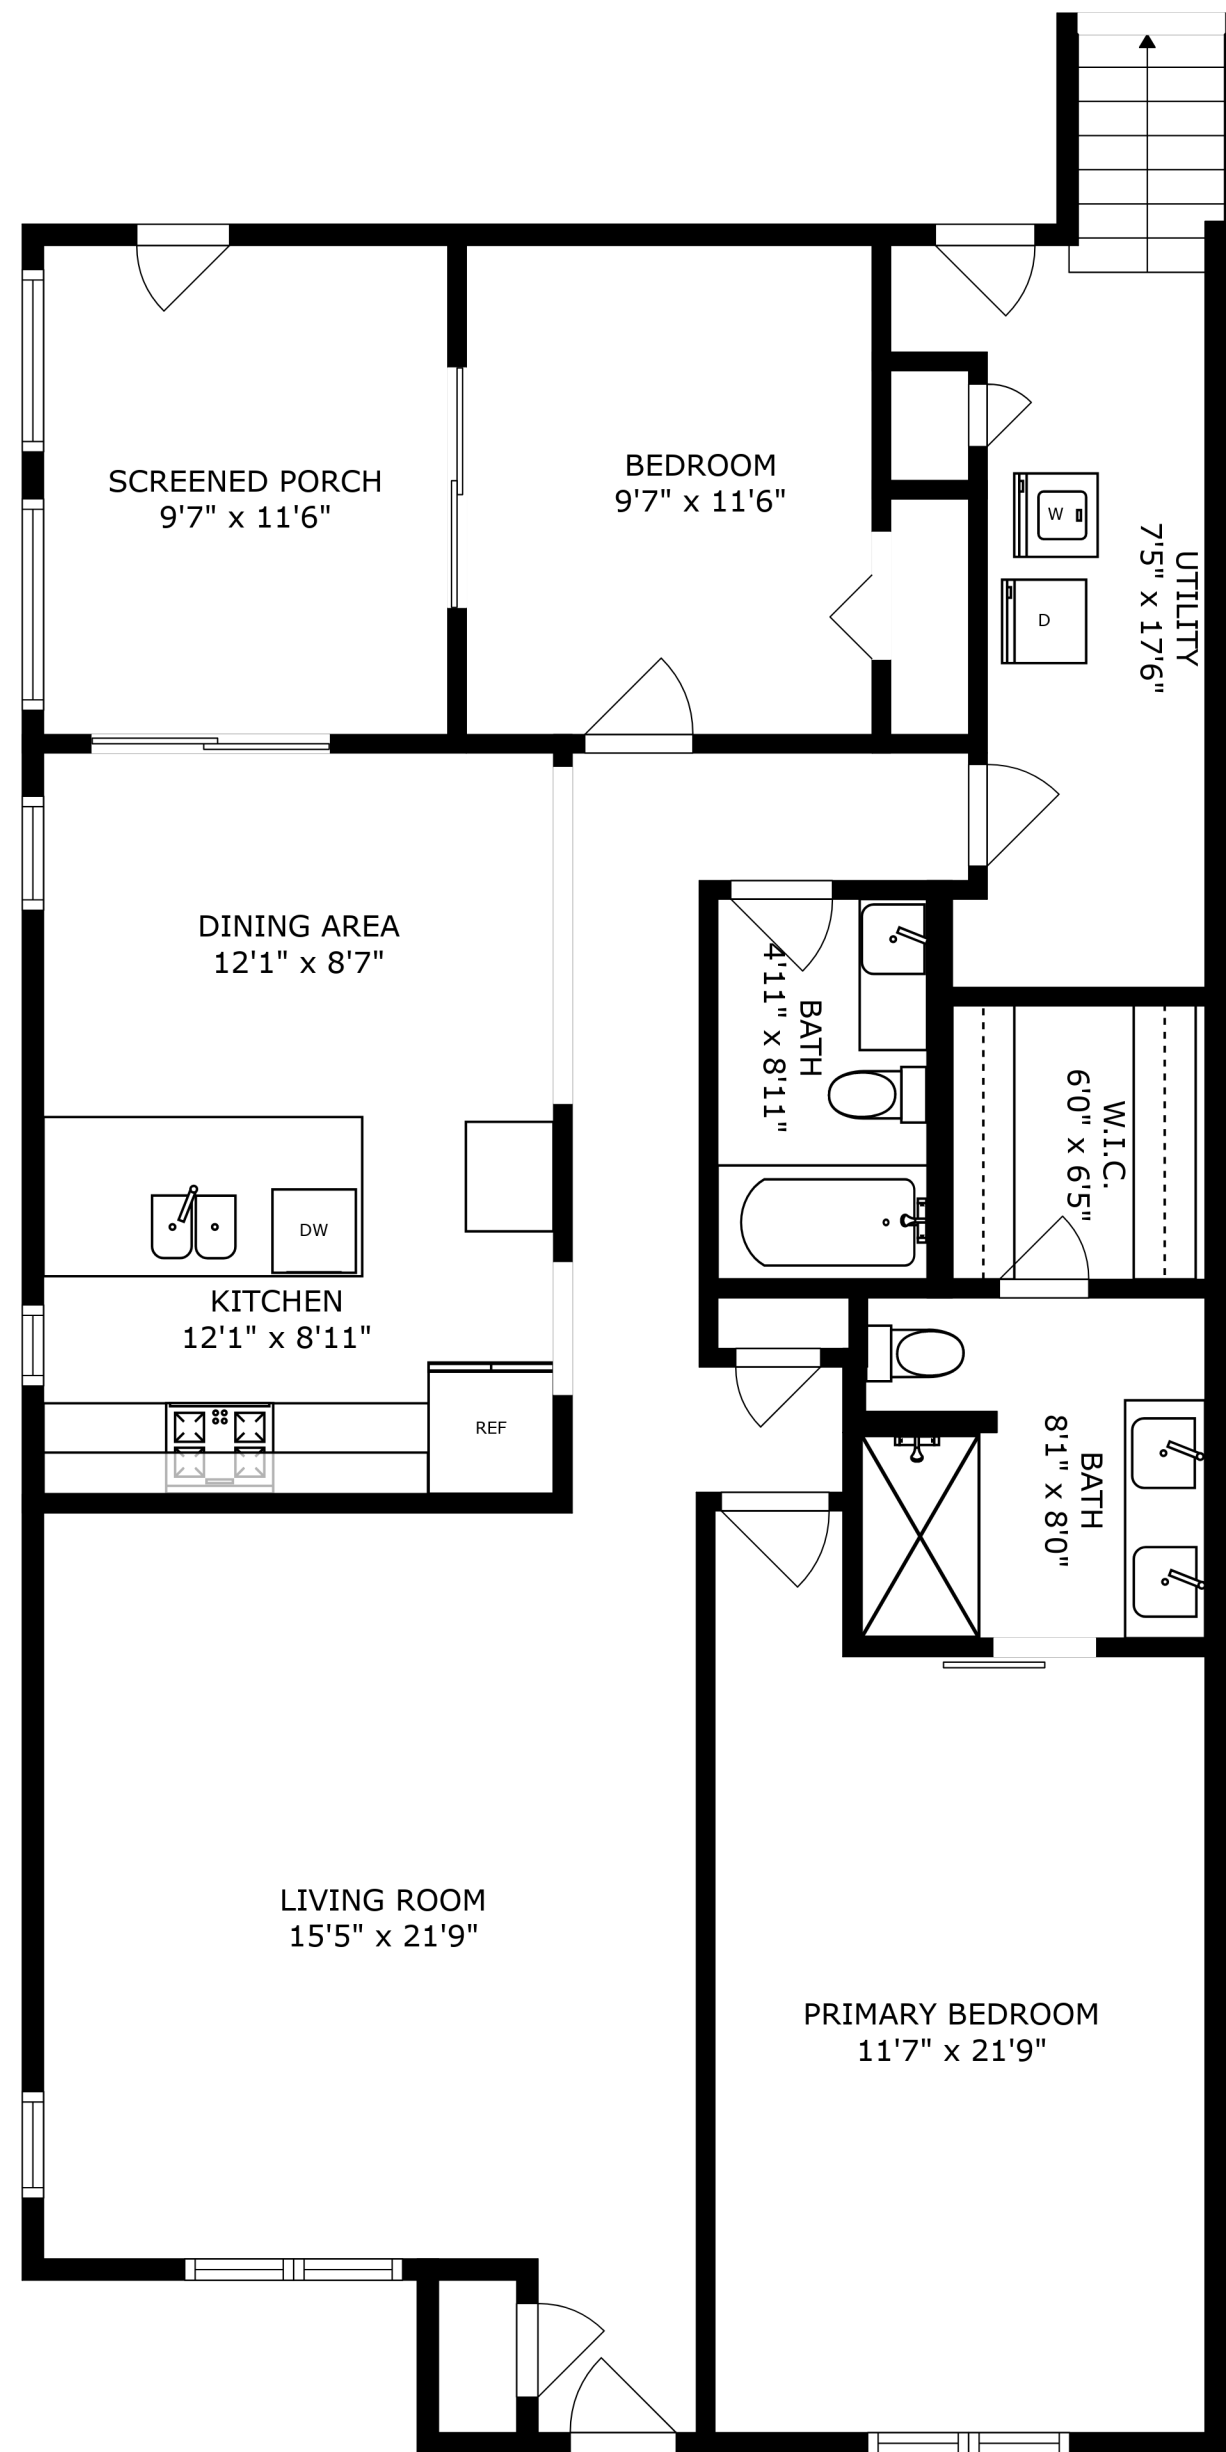 SCREENED PORCH
9'7" x 11'6"
BEDROOM
9'7" x 11'6"
W
D
UTILITY
7'5" x 17'6"
DINING AREA
12'1" x 8'7"
BATH
4'11" x 8'11"
W.I.C.
6'0" x 6'5"
DW
KITCHEN
12'1" x 8'11"
REF
BATH
8'1" x 8'0"
LIVING ROOM
15'5" x 21'9"
PRIMARY BEDROOM
11'7" x 21'9"